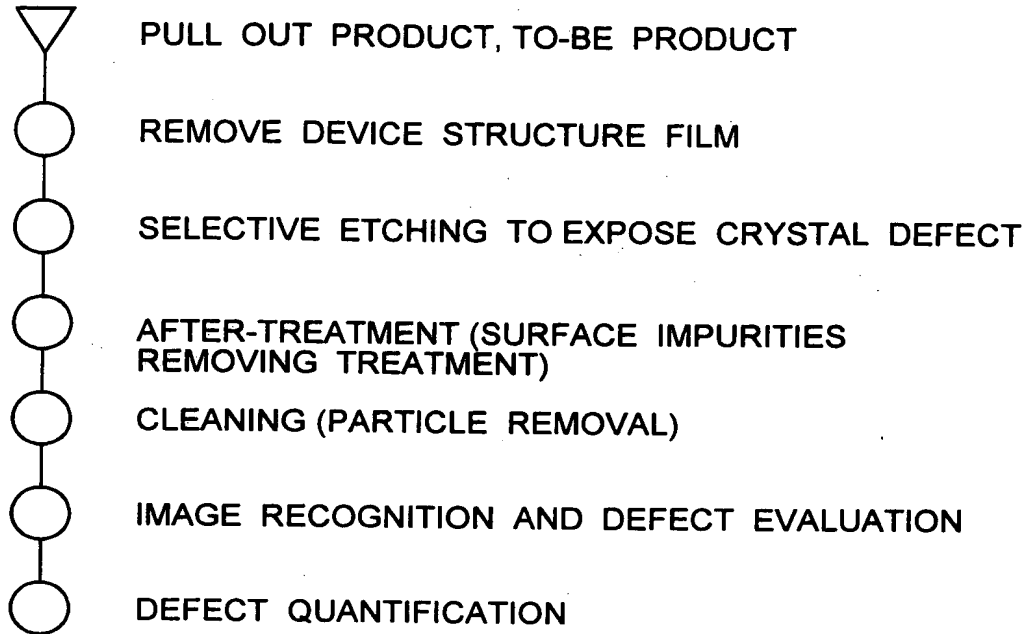 PULL OUT PRODUCT, TO-BE PRODUCT
REMOVE DEVICE STRUCTURE FILM
SELECTIVE ETCHING TO EXPOSE CRYSTAL DEFECT
AFTER-TREATMENT (SURFACE IMPURITIES
REMOVING TREATMENT)
CLEANING (PARTICLE REMOVAL)
IMAGE RECOGNITION AND DEFECT EVALUATION
DEFECT QUANTIFICATION